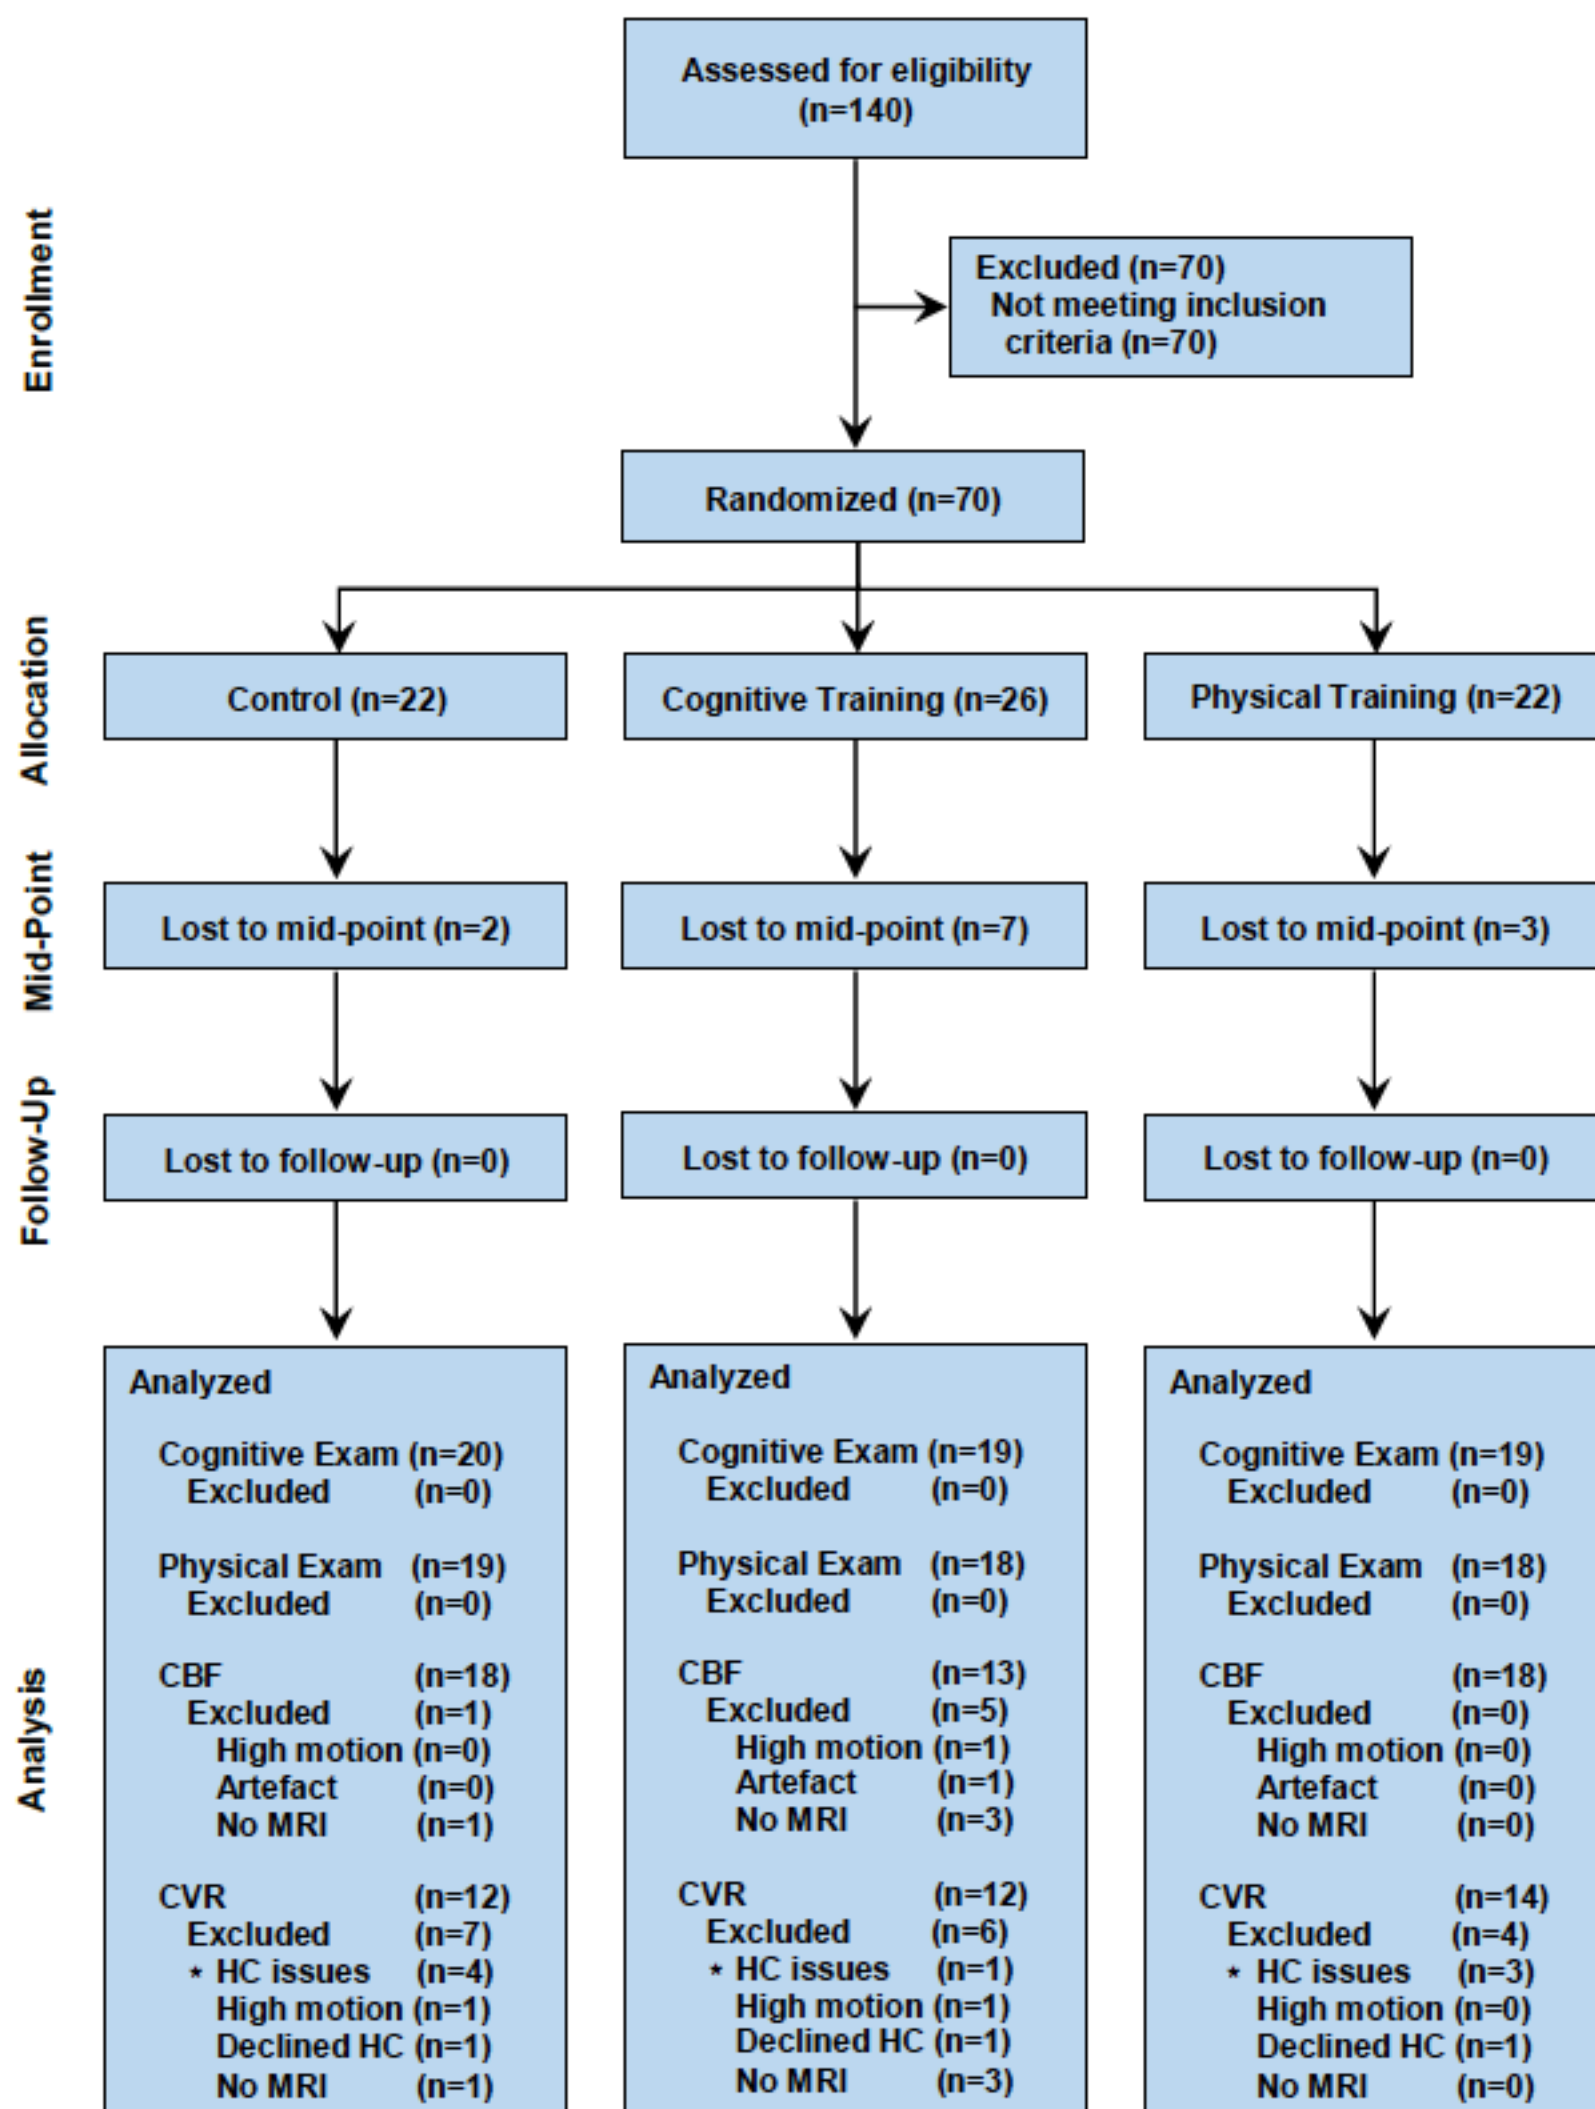 Enrollment
Assessed for eligibility
(n=140)
Excluded (n=70)
Not meeting inclusion
criteria (n=70)
Randomized (n=70)
Allocation
Control (n=22)
Cognitive Training (n=26)
Physical Training (n=22)
Mid-Point
Lost to mid-point (n=2)
Lost to mid-point (n=7)
Lost to mid-point (n=3)
Follow-Up
Lost to follow-up (n=0)
Lost to follow-up (n=0)
Lost to follow-up (n=0)
Analysis
Analyzed
Cognitive Exam (n=20)
Excluded (n=0)
Physical Exam (n=19)
Excluded (n=0)
CBF (n=18)
Excluded (n=1)
High motion (n=0)
Artefact (n=0)
No MRI (n=1)
CVR (n=12)
Excluded (n=7)
* HC issues (n=4)
High motion (n=1)
Declined HC (n=1)
No MRI (n=1)
Analyzed
Cognitive Exam (n=19)
Excluded (n=0)
Physical Exam (n=18)
Excluded (n=0)
CBF (n=13)
Excluded (n=5)
High motion (n=1)
Artefact (n=1)
No MRI (n=3)
CVR (n=12)
Excluded (n=6)
* HC issues (n=1)
High motion (n=1)
Declined HC (n=1)
No MRI (n=3)
Analyzed
Cognitive Exam (n=19)
Excluded (n=0)
Physical Exam (n=18)
Excluded (n=0)
CBF (n=18)
Excluded (n=0)
High motion (n=0)
Artefact (n=0)
No MRI (n=0)
CVR (n=14)
Excluded (n=4)
* HC issues (n=3)
High motion (n=0)
Declined HC (n=1)
No MRI (n=0)